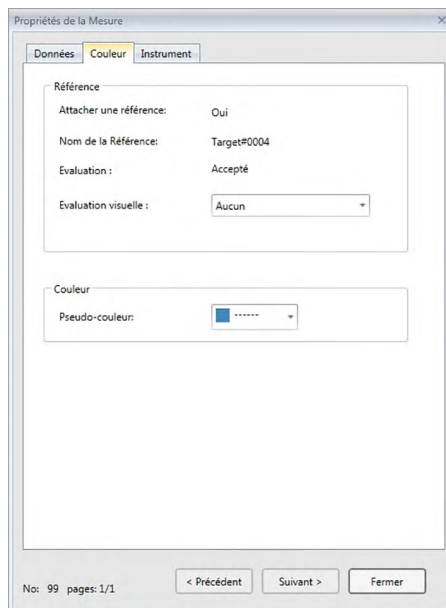 Propriétés de la Mesure
Données Couleur Instrument
Référence
Attacher une référence: Oui
Nom de la Référence: Target#0004
Evaluation : Accepté
Evaluation visuelle : Aucun
Couleur
Pseudo-couleur: ------
No: 99 pages: 1/1 < Précédent Suivant > Fermer